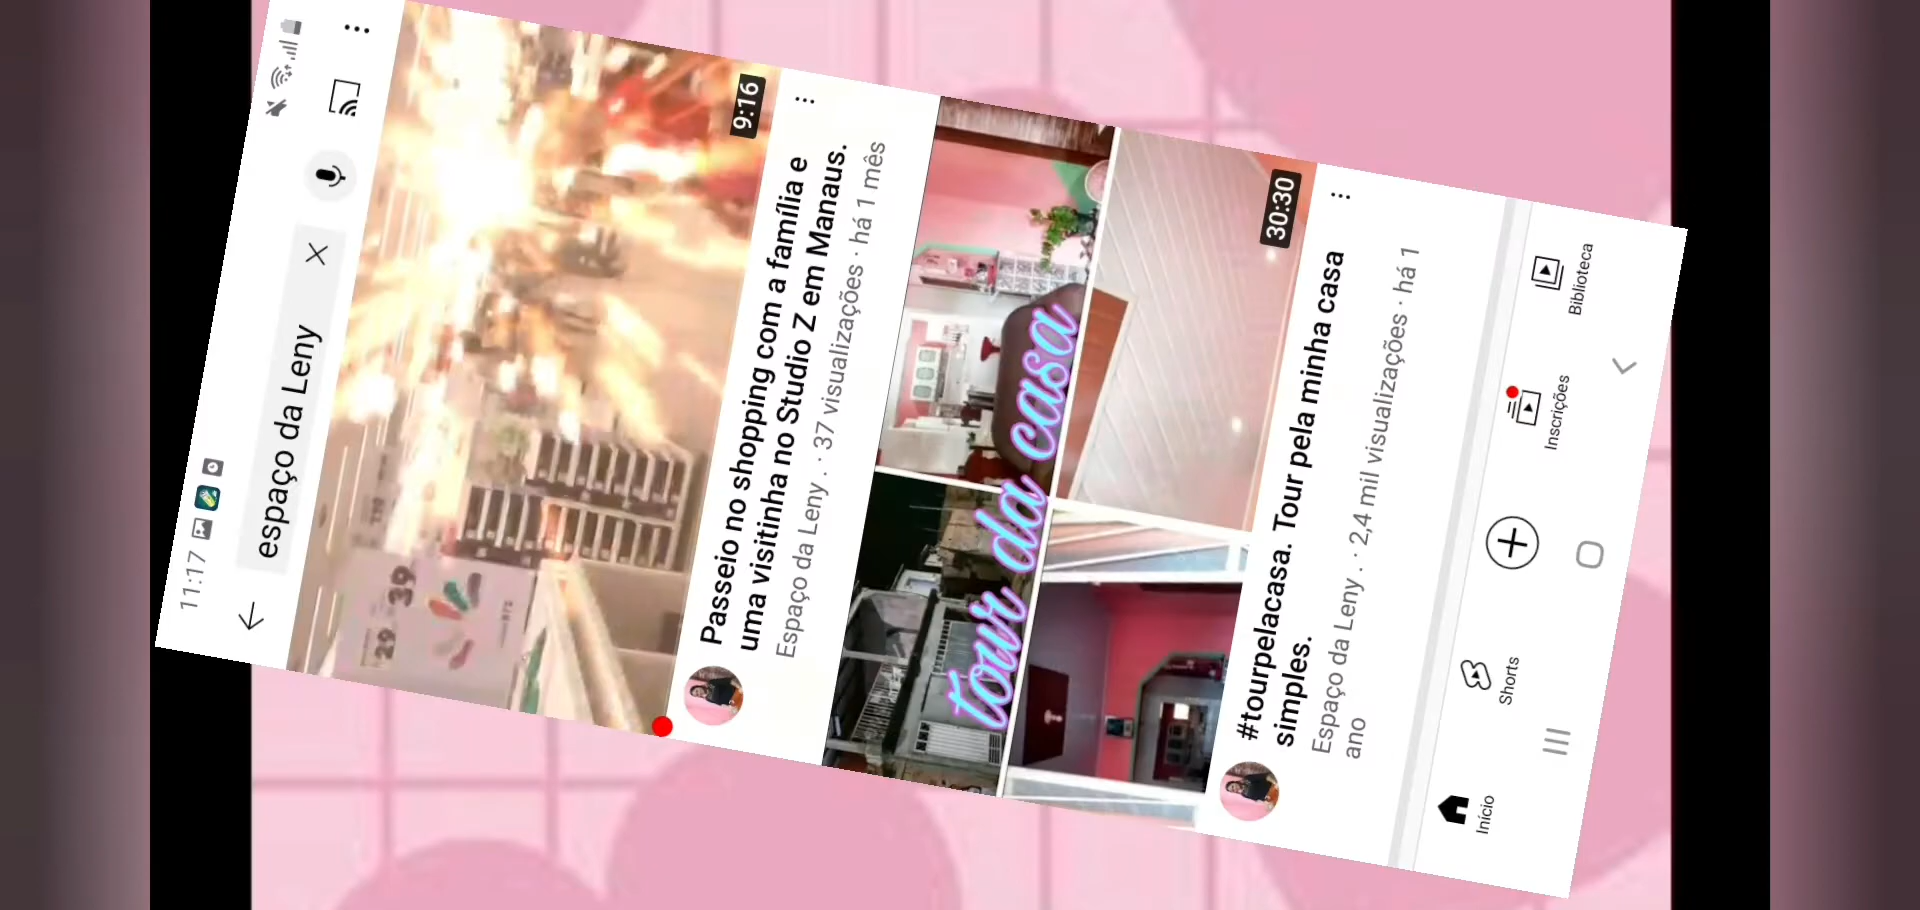 11:17
espaço da Leny
29
39
9:16
Passeio no shopping com a família e
uma visitinha no Studio Z em Manaus.
Espaço da Leny . · 37 visualizações · há 1 mês
tour da casa
30:30
#tourpelacasa. Tour pela minha casa
simples.
Espaço da Leny . · 2,4 mil visualizações · há 1
ano
Início
Shorts
Inscrições
Biblioteca